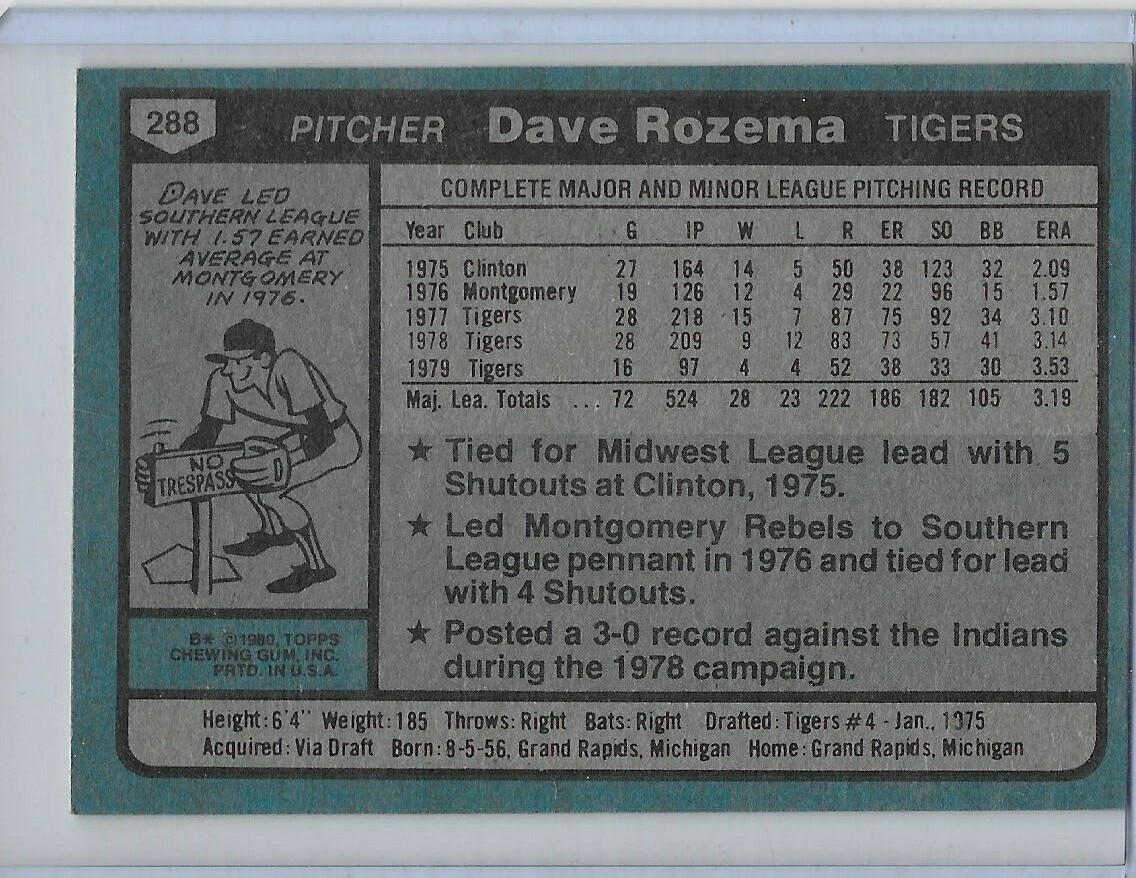 288 PITCHER Dave Rozema TIGERS
DAVE LED
SOUTHERN LEAGUE
WITH 1.57 EARNED
AVERAGE AT
MONTGOMERY
IN 1976.
NO
TRESPASS
B* ©1980, TOPPS
CHEWING GUM, INC.
PRTD. IN U.S.A.
COMPLETE MAJOR AND MINOR LEAGUE PITCHING RECORD
Year Club G IP W L R ER SO BB ERA
1975 Clinton 27 164 14 5 50 38 123 32 2.09
1976 Montgomery 19 126 12 4 29 22 96 15 1.57
1977 Tigers 28 218 15 7 87 75 92 34 3.10
1978 Tigers 28 209 9 12 83 73 57 41 3.14
1979 Tigers 16 97 4 4 52 38 33 30 3.53
Maj. Lea. Totals ... 72 524 28 23 222 186 182 105 3.19
★ Tied for Midwest League lead with 5
Shutouts at Clinton, 1975.
★ Led Montgomery Rebels to Southern
League pennant in 1976 and tied for lead
with 4 Shutouts.
★ Posted a 3-0 record against the Indians
during the 1978 campaign.
Height: 6'4" Weight: 185 Throws: Right Bats: Right Drafted: Tigers #4 - Jan., 1975
Acquired: Via Draft Born: 8-5-56, Grand Rapids, Michigan Home: Grand Rapids, Michigan